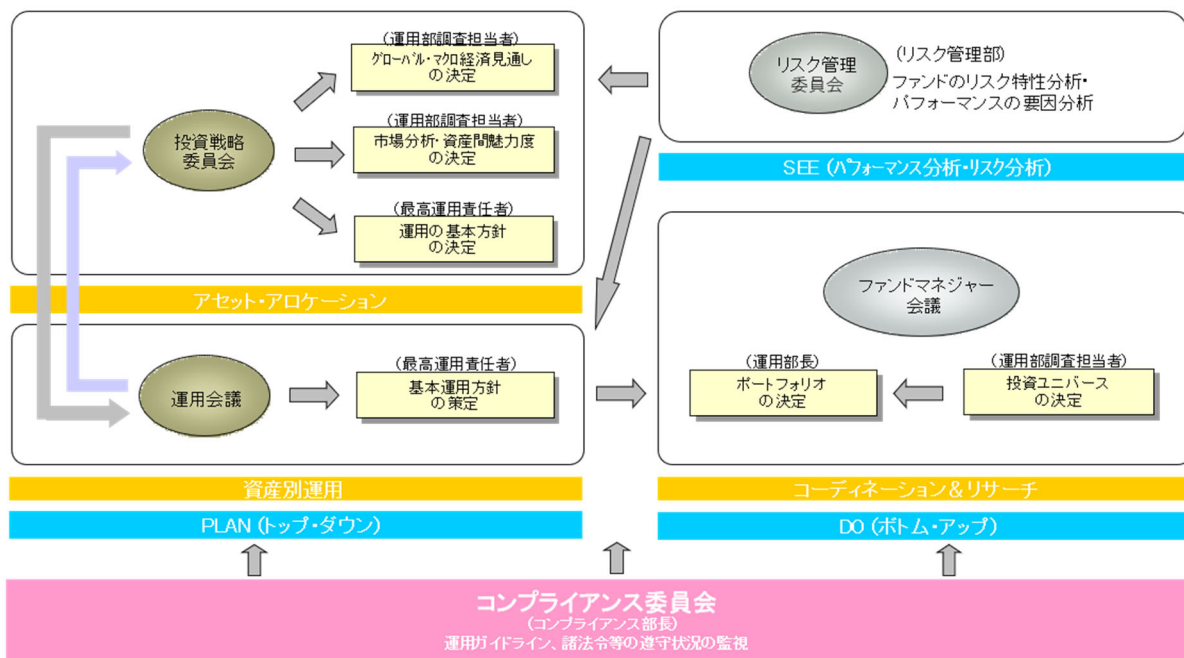 (運用部調査担当者)
グローバル・マクロ経済見通し
の決定
投資戦略
委員会
(運用部調査担当者)
市場分析・資産間魅力度
の決定
(最高運用責任者)
運用の基本方針
の決定
アセット・アロケーション
運用会議
(最高運用責任者)
基本運用方針
の策定
資産別運用
PLAN (トップ・ダウン)
リスク管理
委員会
(リスク管理部)
ファンドのリスク特性分析・
パフォーマンスの要因分析
SEE (パフォーマンス分析・リスク分析)
ファンドマネジャー
会議
(運用部長)
ポートフォリオ
の決定
(運用部調査担当者)
投資ユニバース
の決定
コーディネーション＆リサーチ
DO (ボトム・アップ)
コンプライアンス委員会
(コンプライアンス部長)
運用ガイドライン、諸法令等の遵守状況の監視